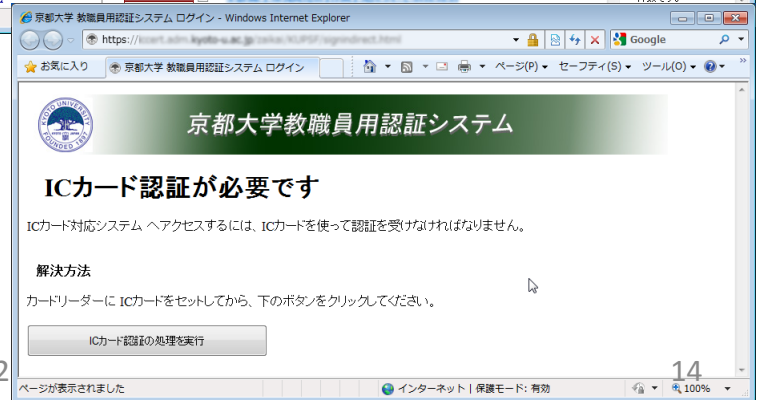 京都大学 教職員用認証システム ログイン - Windows Internet Explorer
https:// kyoto-u.ac.jp
Google
お気に入り
京都大学 教職員用認証システム ログイン
ページ(P) セーフティ(S) ツール(O)
KYOTO UNIVERSITY
FOUNDED 1897
京都大学教職員用認証システム
ICカード認証が必要です
ICカード対応システム へアクセスするには、ICカードを使って認証を受けなければなりません。
解決方法
カードリーダーに ICカードをセットしてから、下のボタンをクリックしてください。
ICカード認証の処理を実行
2
14
ページが表示されました
インターネット | 保護モード: 有効
100%